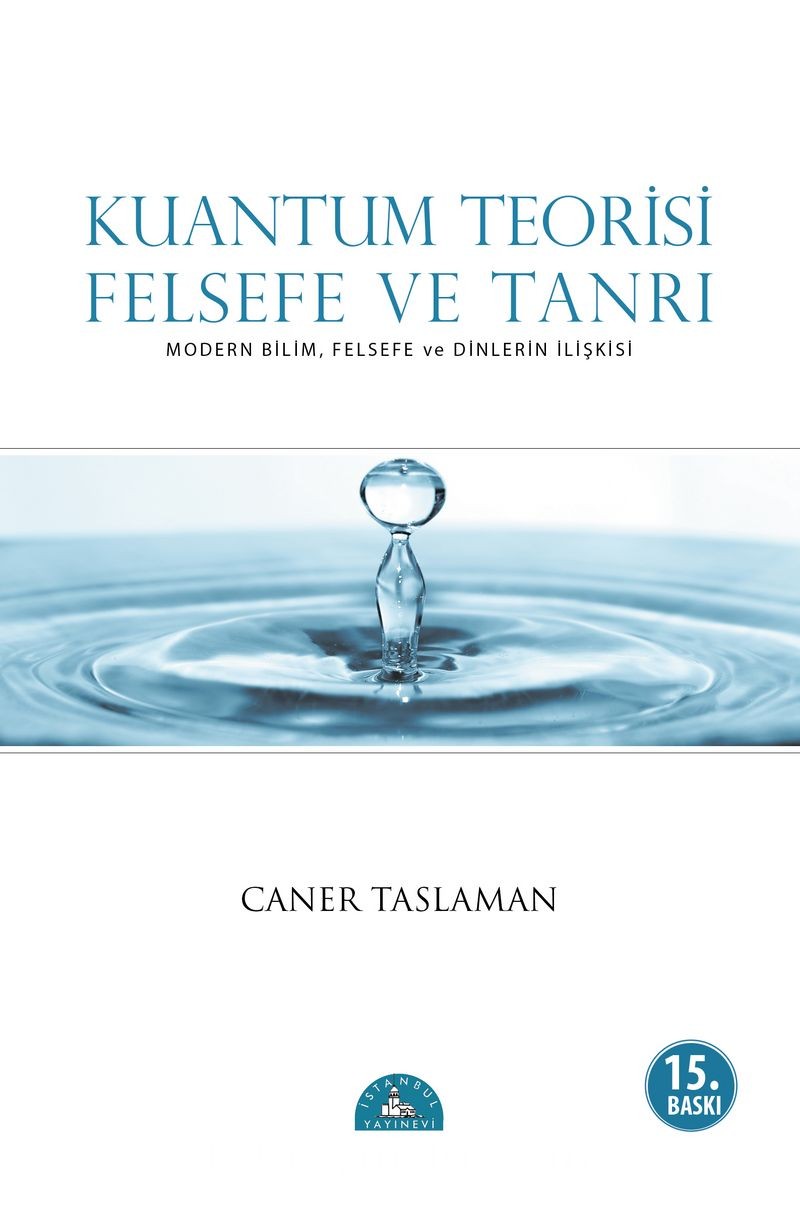 KUANTUM TEORİSİ
FELSEFE VE TANRI
MODERN BİLİM, FELSEFE ve DİNLERİN İLİŞKİSİ
CANER TASLAMAN
15.
BASKI
İSTANBUL
YAYINEVİ